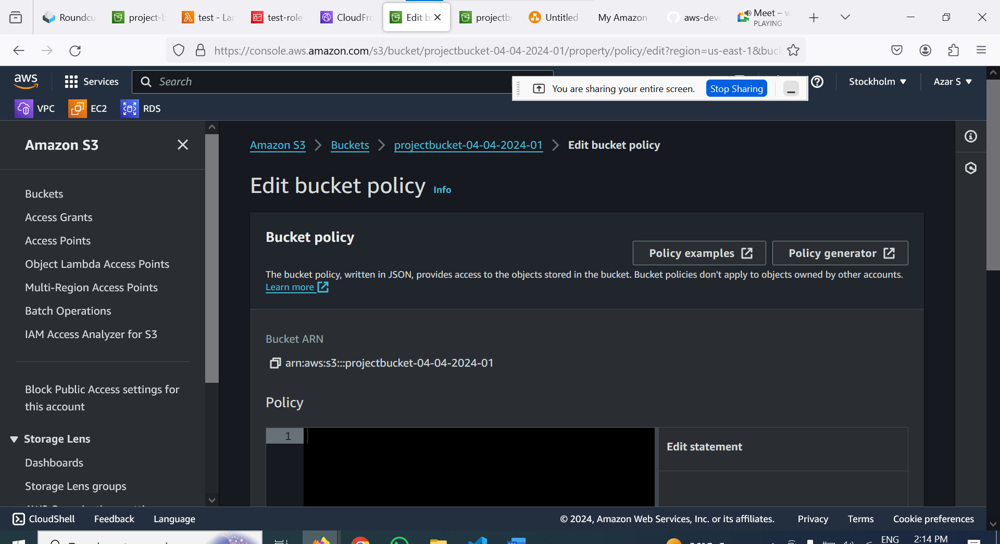 Roundcu
project-b
test - Lar
test-role
CloudFro
Edit b
projectbu
Untitled
My Amazon
aws-deve
Meet – w
PLAYING
https://console.aws.amazon.com/s3/bucket/projectbucket-04-04-2024-01/property/policy/edit?region=us-east-1&buck
aws
Services
Search
You are sharing your entire screen.
Stop Sharing
Stockholm
Azar S
VPC
EC2
RDS
Amazon S3
Buckets
Access Grants
Access Points
Object Lambda Access Points
Multi-Region Access Points
Batch Operations
IAM Access Analyzer for S3
Block Public Access settings for
this account
Storage Lens
Dashboards
Storage Lens groups
Amazon S3
Buckets
projectbucket-04-04-2024-01
Edit bucket policy
Edit bucket policy
Info
Bucket policy
Policy examples
Policy generator
The bucket policy, written in JSON, provides access to the objects stored in the bucket. Bucket policies don't apply to objects owned by other accounts.
Learn more
Bucket ARN
arn:aws:s3:::projectbucket-04-04-2024-01
Policy
1
Edit statement
CloudShell
Feedback
Language
© 2024, Amazon Web Services, Inc. or its affiliates.
Privacy
Terms
Cookie preferences
ENG
2:14 PM